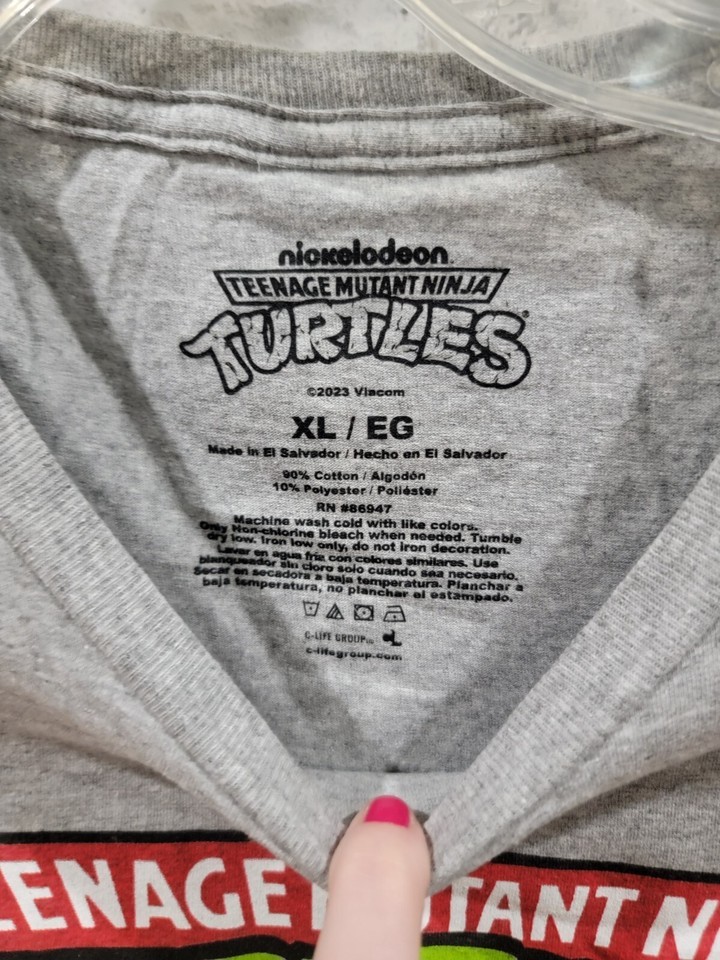 nickelodeon
TEENAGE MUTANT NINJA
TURTLES®
©2023 Viacom
XL / EG
Made in El Salvador / Hecho en El Salvador
90% Cotton / Algodón
10% Polyester / Poliéster
RN #86947
Machine wash cold with like colors.
Only Non-chlorine bleach when needed. Tumble
dry low. Iron low only, do not iron decoration.
Lavar en agua fria con colores similares. Use
blanqueador sin cloro solo cuando sea necesario.
Secar en secadora a baja temperatura. Planchar a
baja temperatura, no planchar el estampado.
C-LIFE GROUP
c-lifegroup.com
EENAGE TANT N